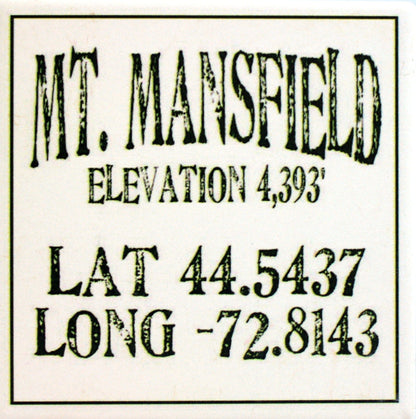 MT. MANSFIELD
ELEVATION 4,393'
LAT 44.5437
LONG -72.8143